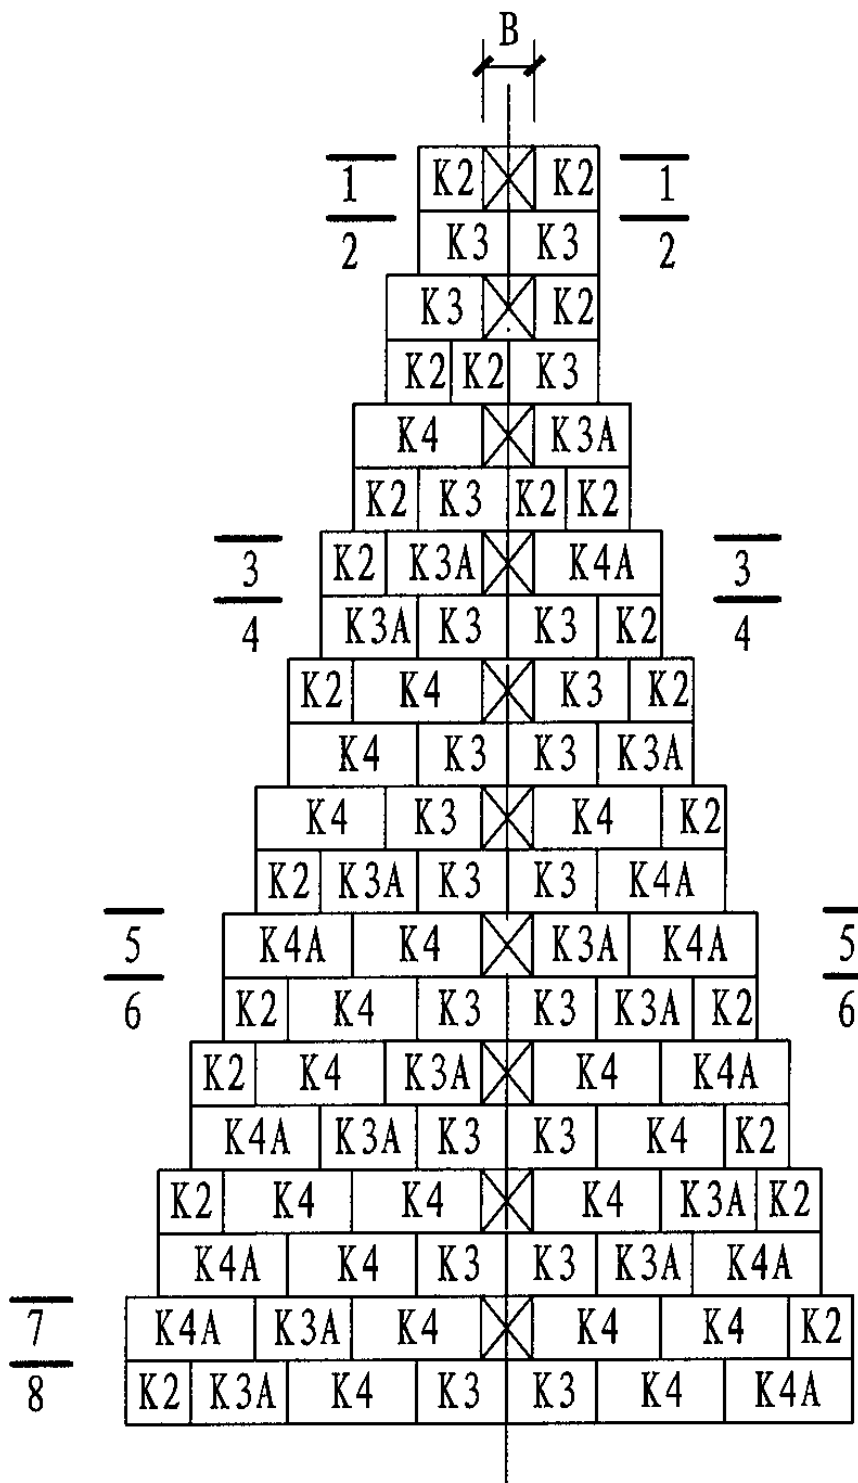 B
1 K2 K2 1
2 K3 K3 2
K3 K2
K2 K2 K3
K4 K3A
K2 K3 K2 K2
3 K2 K3A K4A 3
4 K3A K3 K3 K2 4
K2 K4 K3 K2
K4 K3 K3 K3A
K4 K3 K4 K2
K2 K3A K3 K3 K4A
5 K4A K4 K3A K4A 5
6 K2 K4 K3 K3 K3A K2 6
K2 K4 K3A K4 K4A
K4A K3A K3 K3 K4 K2
K2 K4 K4 K4 K3A K2
K4A K4 K3 K3 K3A K4A
7 K4A K3A K4 K4 K4 K2
8 K2 K3A K4 K3 K3 K4 K4A